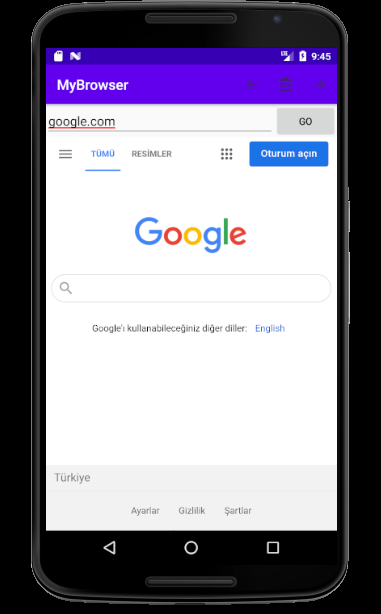 LTE 9:45
MyBrowser
google.com GO
TÜMÜ RESİMLER Oturum açın
Google
Google'ı kullanabileceğiniz diğer diller: English
Türkiye
Ayarlar Gizlilik Şartlar